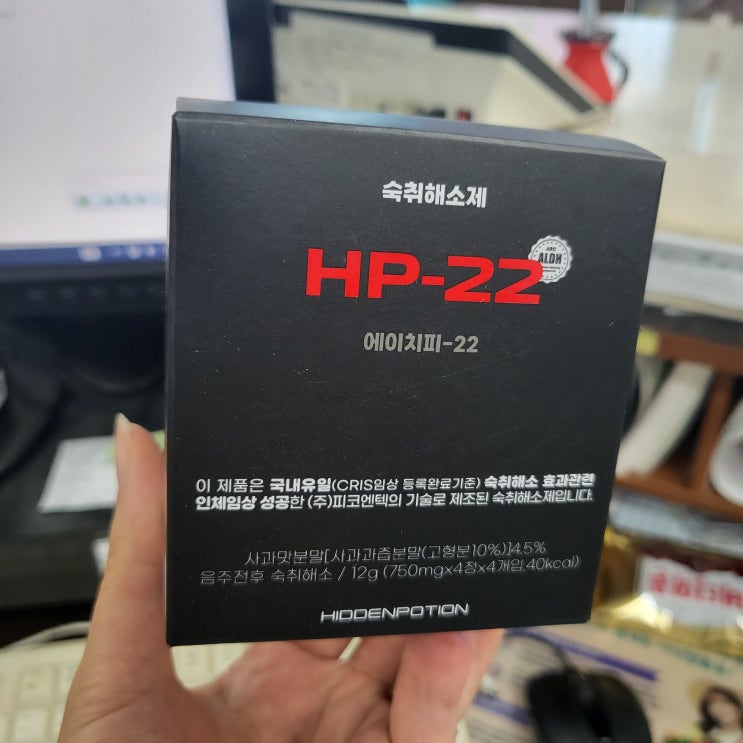 숙취해소제
HP-22
ARC
ALDH
에이치피-22
이 제품은 국내유일(CRIS임상 등록완료기준) 숙취해소 효과관련
인체임상 성공한 (주)피코엔텍의 기술로 제조된 숙취해소제입니다.
사과맛분말[사과과즙분말(고형분10%)]4.5%
음주전후 숙취해소 / 12g (750mgx4정x4개입,40kcal)
HIDDENPOTION